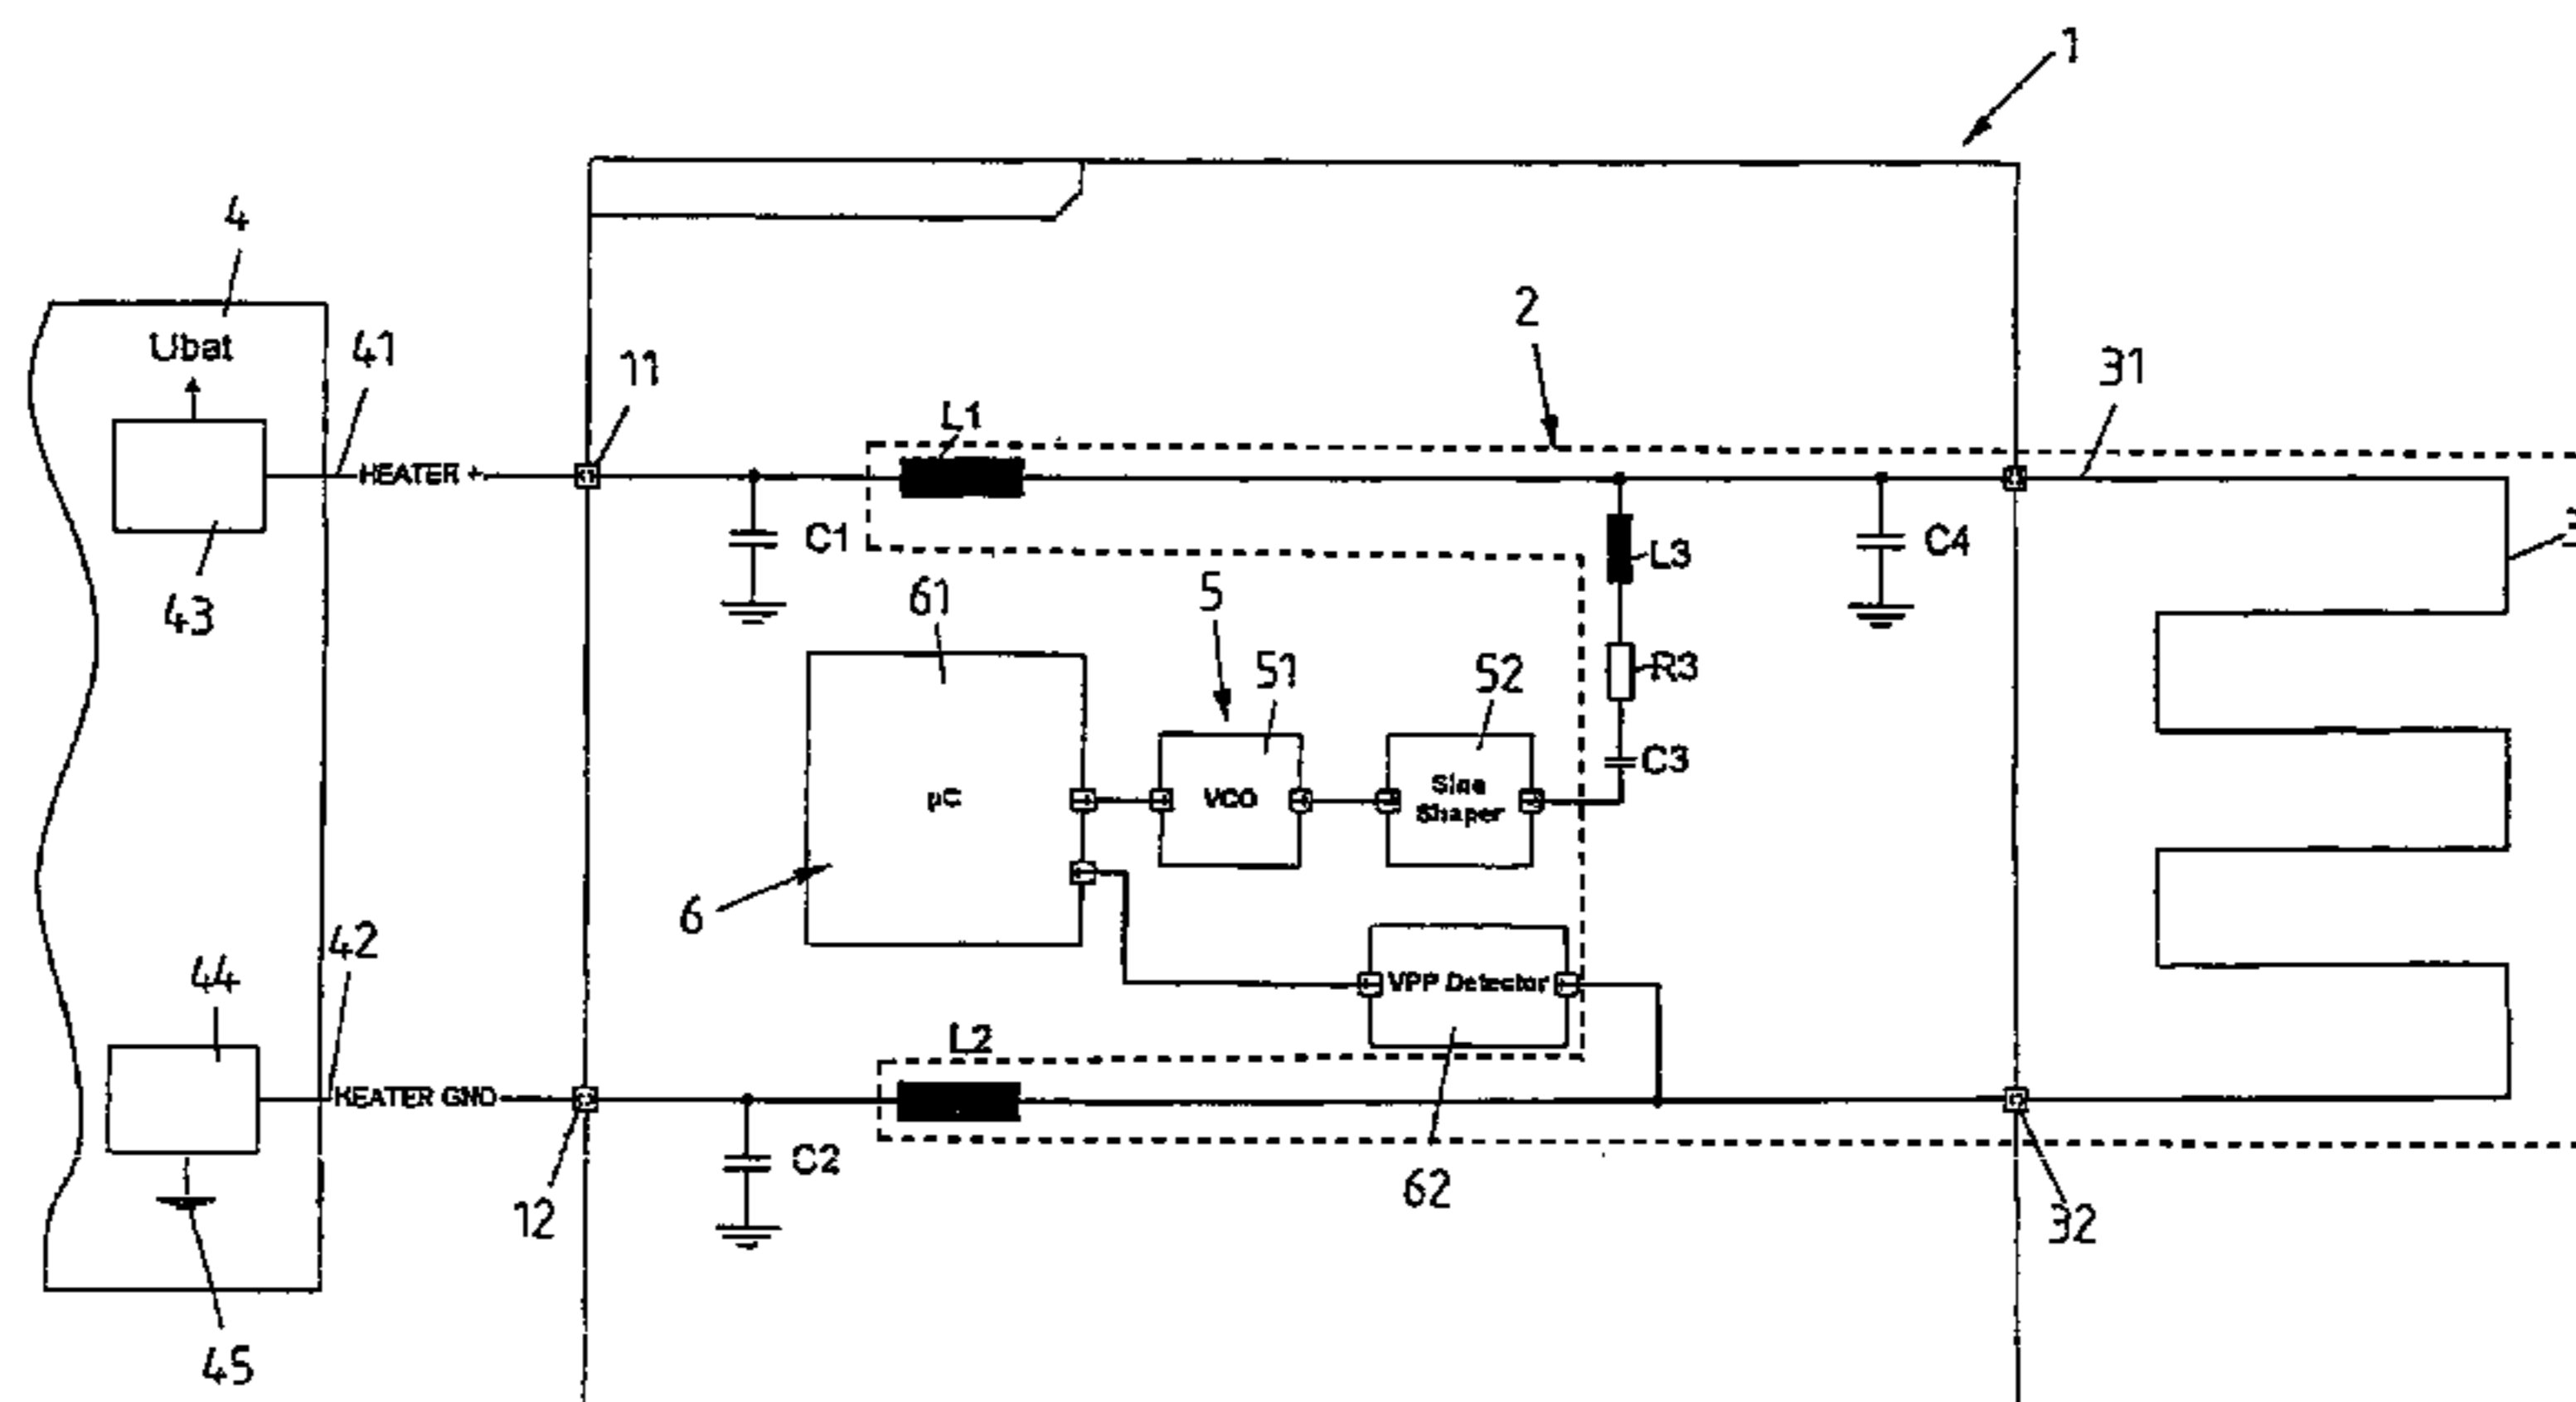 1
4
2
Ubat
41
11
31
L1
HEATER +
C1
L3
C4
43
61
5
R3
51
52
C3
µC
VCO
Sine
Shaper
6
42
44
VPP Detector
L2
HEATER GND
C2
12
62
32
45